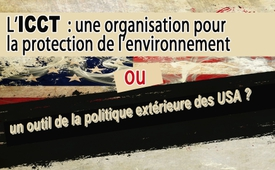 L'ICCT : une organisation pour
la protection de l'environnement
ou
un outil de la politique extérieure des USA ?